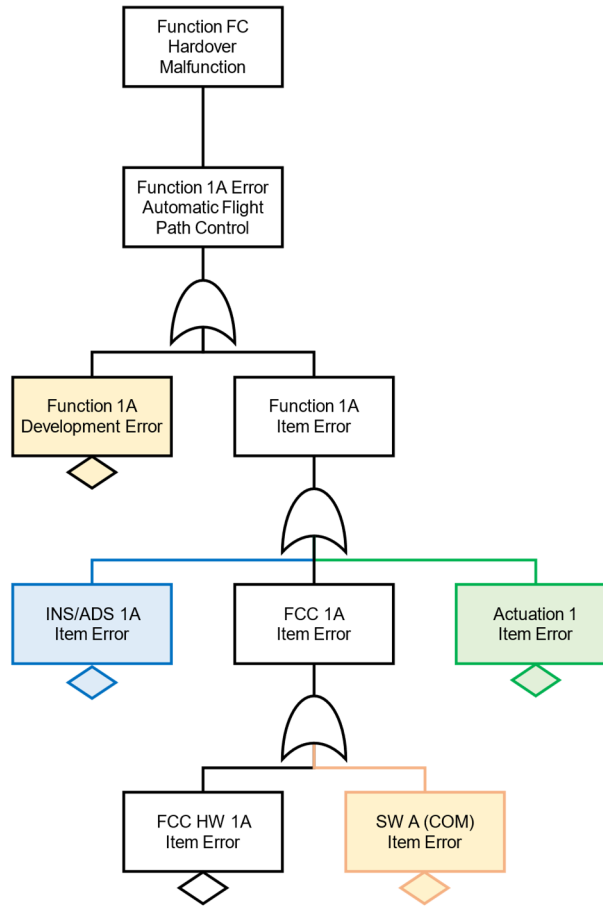 Function FC
Hardover
Malfunction
Function 1A Error
Automatic Flight
Path Control
Function 1A
Development Error
Function 1A
Item Error
INS/ADS 1A
Item Error
FCC 1A
Item Error
Actuation 1
Item Error
FCC HW 1A
Item Error
SW A (COM)
Item Error